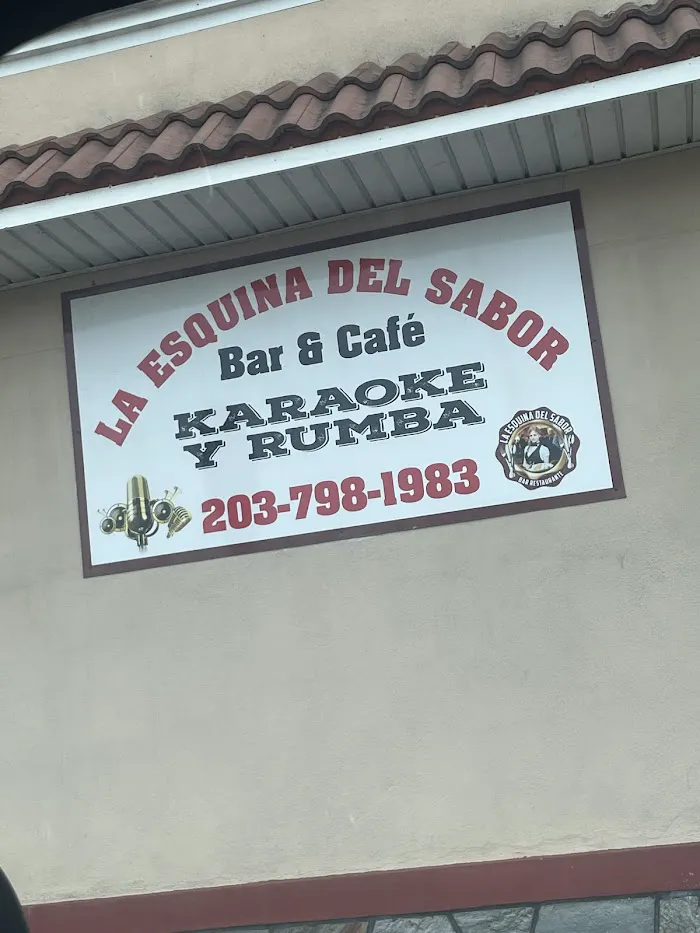 LA ESQUINA DEL SABOR
Bar & Café
KARAOKE
Y RUMBA
203-798-1983
LA ESQUINA DEL SABOR
BAR RESTAURANTE